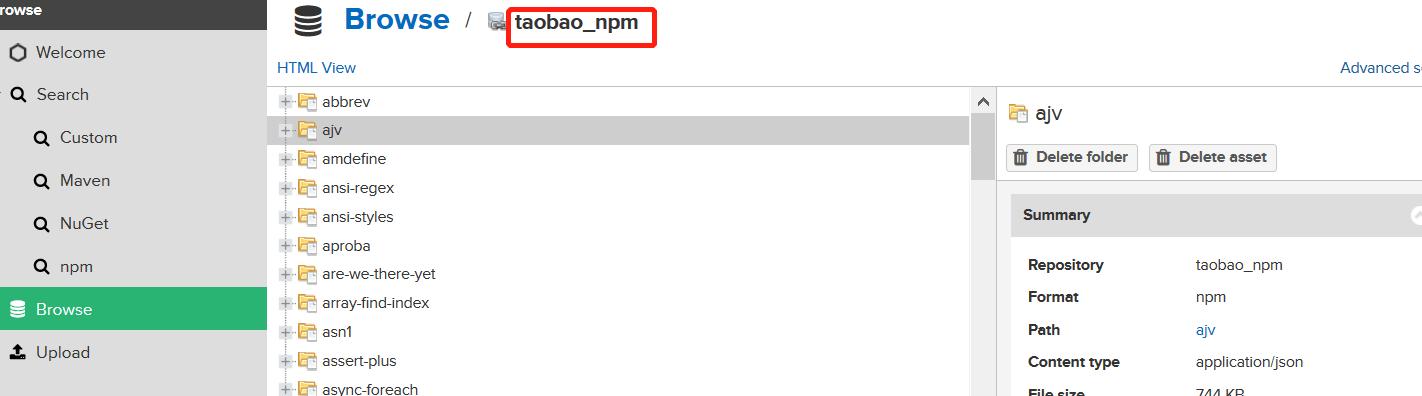 rowse
Welcome
Search
Custom
Maven
NuGet
npm
Browse
Upload
Browse / taobao_npm
HTML View
Advanced s
abbrev
ajv
amdefine
ansi-regex
ansi-styles
aproba
are-we-there-yet
array-find-index
asn1
assert-plus
async-foreach
ajv
Delete folder Delete asset
Summary
Repository taobao_npm
Format npm
Path ajv
Content type application/json
File size 744 KB